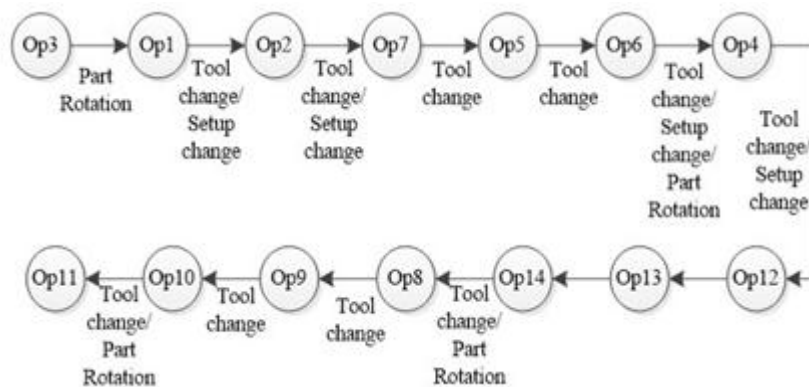 Op3
Op1
Op2
Op7
Op5
Op6
Op4
Part
Rotation
Tool
change/
Setup
change
Tool
change/
Setup
change
Tool
change
Tool
change
Tool
change/
Setup
change/
Part
Rotation
Tool
change/
Setup
change
Op11
Op10
Op9
Op8
Op14
Op13
Op12
Tool
change/
Part
Rotation
Tool
change
Tool
change
Tool
change/
Part
Rotation